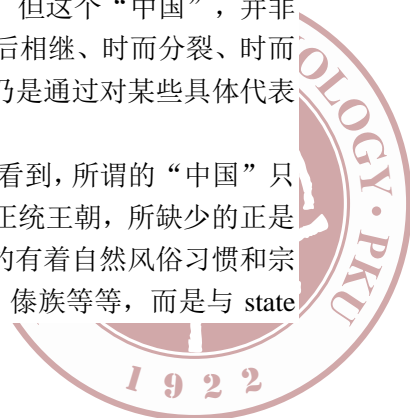 但这个“中国”,并非
后相继、时而分裂、时而
乃是通过对某些具体代表
看到,所谓的“中国”只
正统王朝,所缺少的正是
的有着自然风俗习惯和宗
傣族等等,而是与 state
OLOGY · PKU
1922